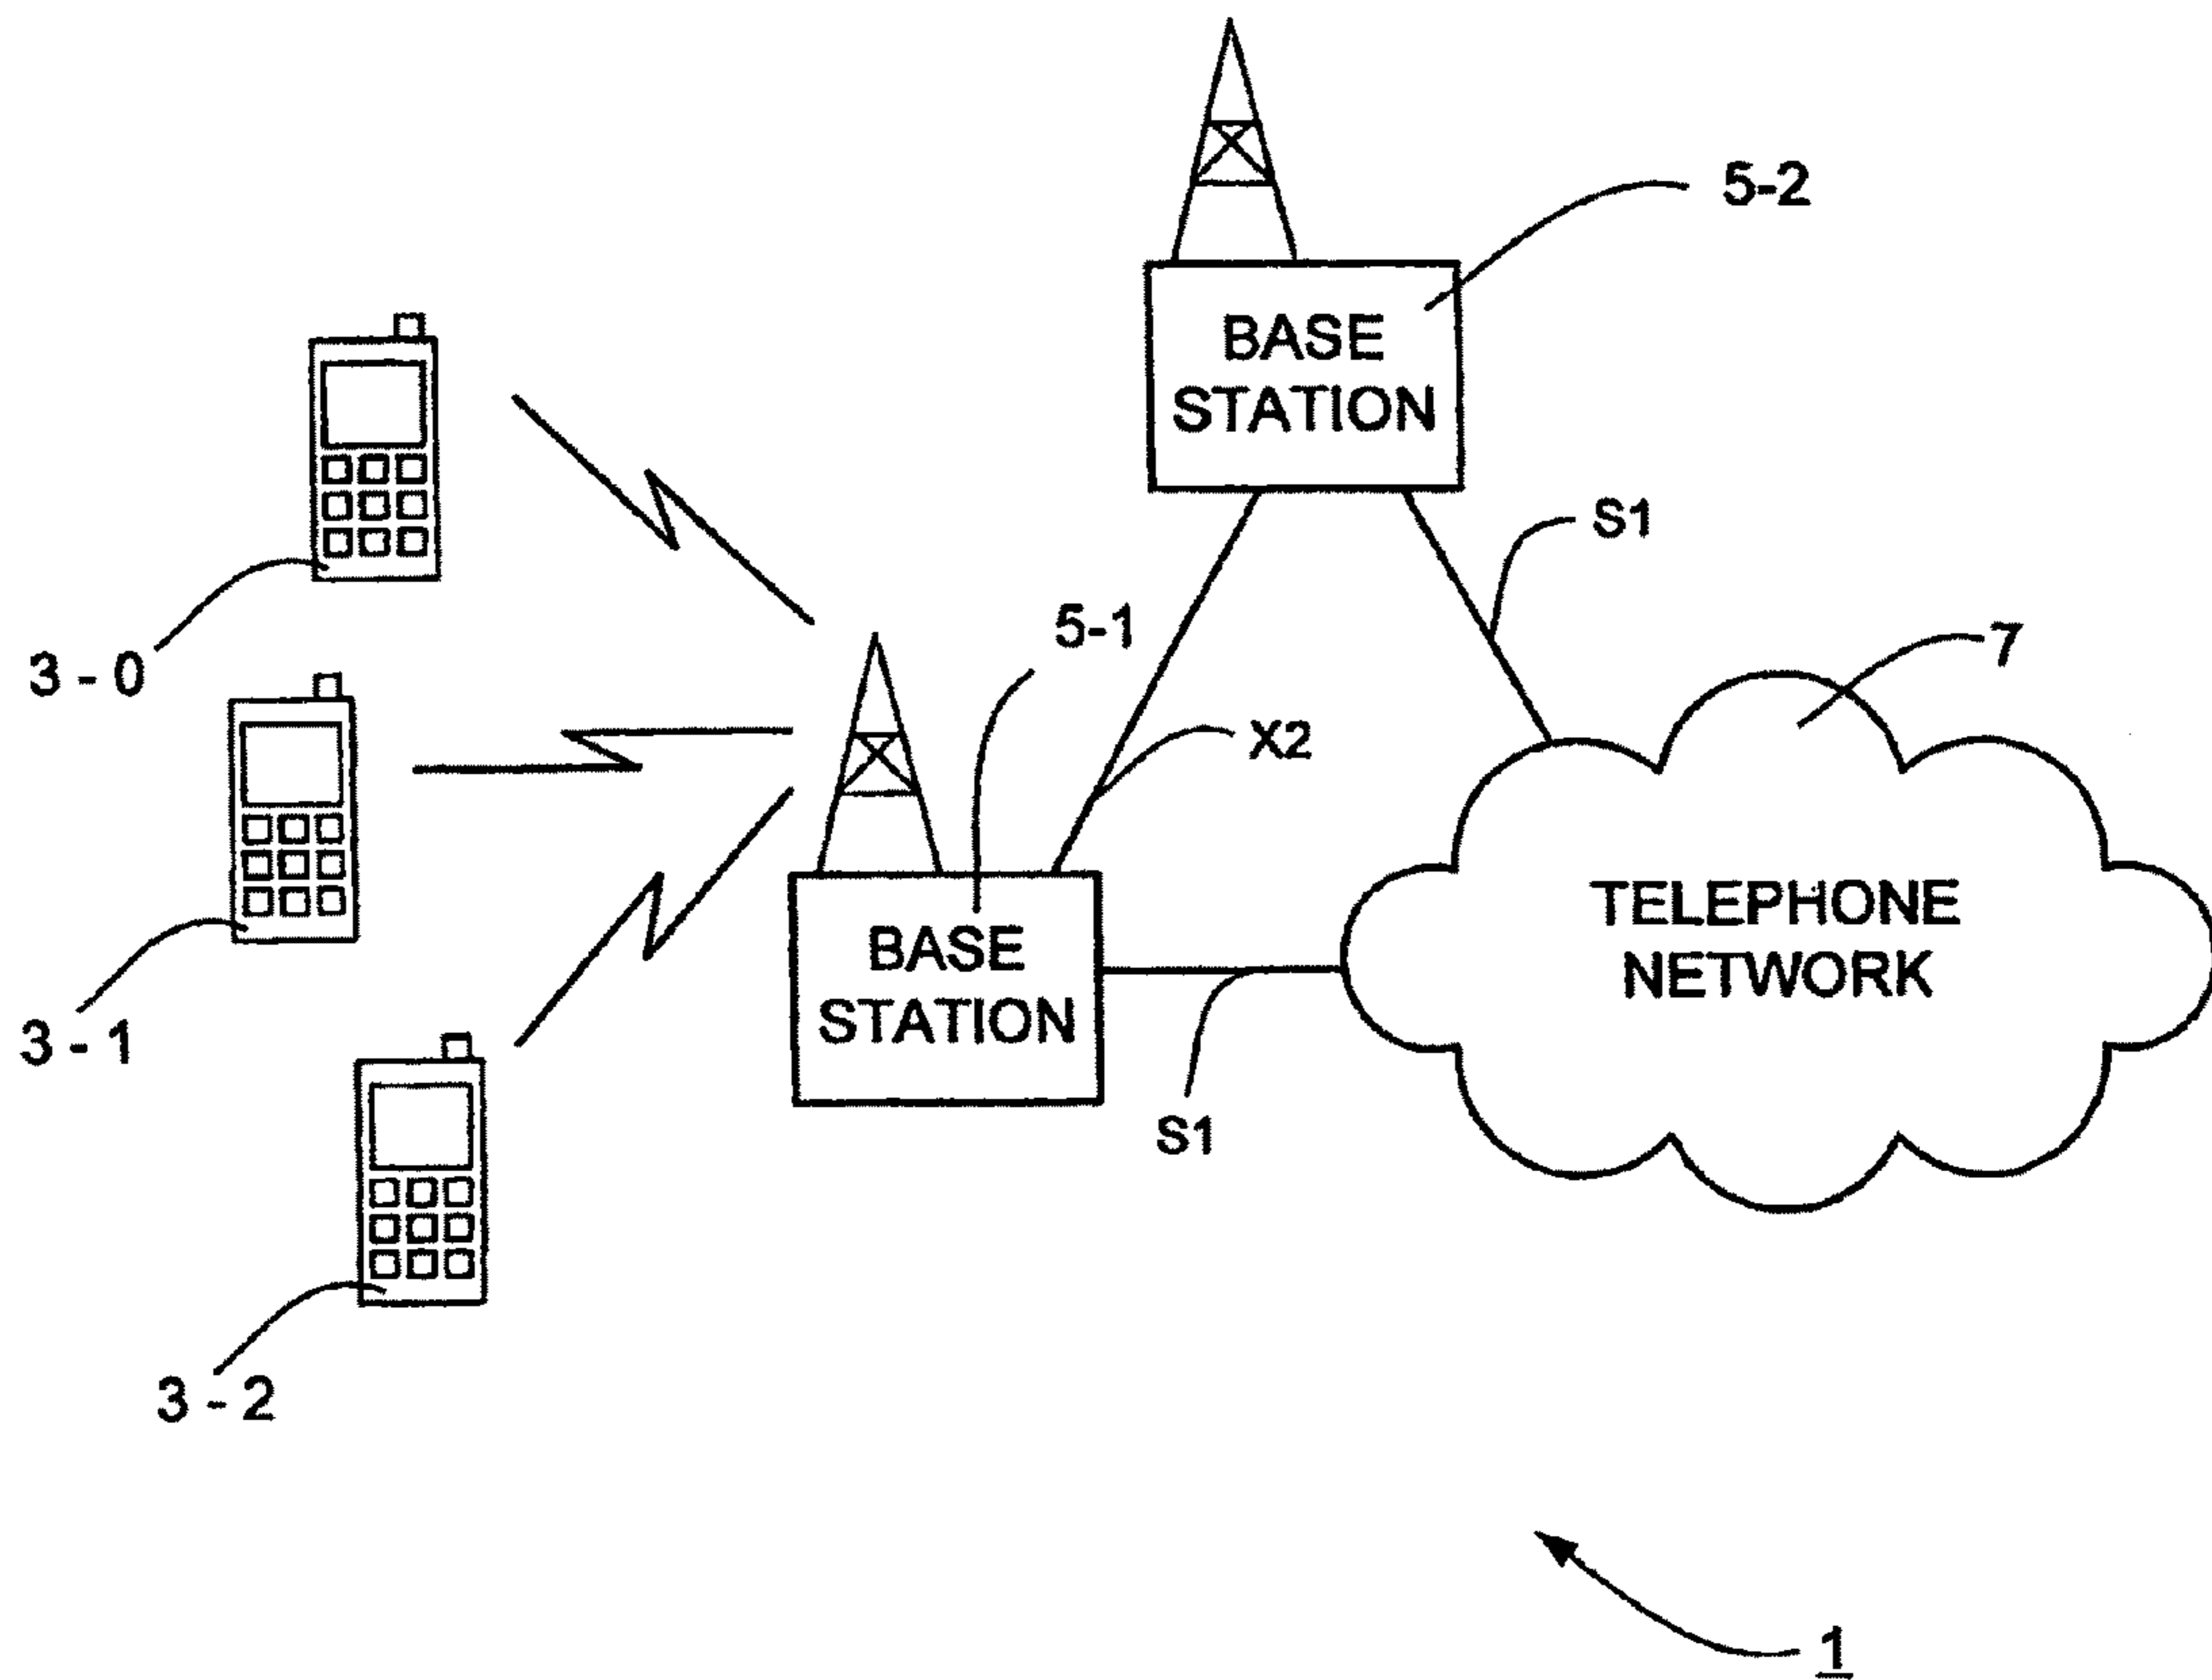 5-2
BASE
STATION
S1
5-1
7
3 - 0
X2
TELEPHONE
NETWORK
BASE
STATION
3 - 1
S1
3 - 2
1